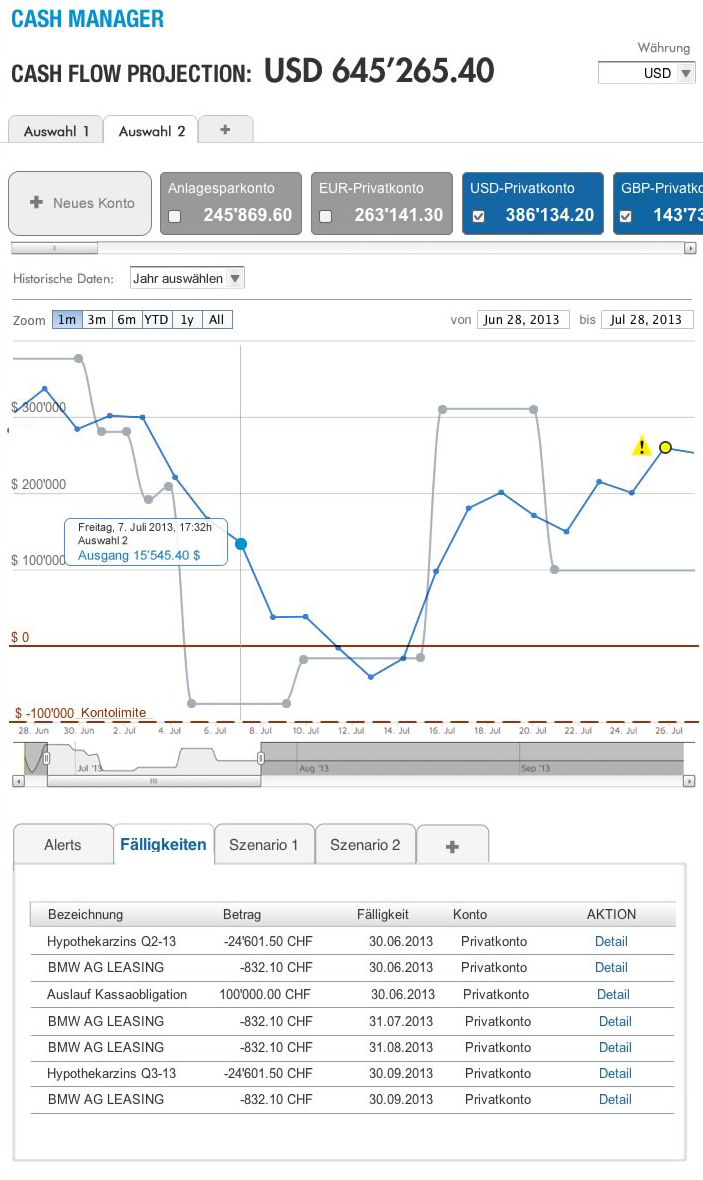 CASH MANAGER
Währung
CASH FLOW PROJECTION: USD 645'265.40
USD
Auswahl 1
Auswahl 2
+
+ Neues Konto
Anlagesparkonto
245'869.60
EUR-Privatkonto
263'141.30
USD-Privatkonto
386'134.20
GBP-Privatko
143'73
Historische Daten: Jahr auswählen
Zoom 1m 3m 6m YTD 1y All
von Jun 28, 2013 bis Jul 28, 2013
$ 300'000
$ 200'000
Freitag, 7. Juli 2013, 17:32h
Auswahl 2
Ausgang 15'545.40 $
$ 100'000
$ 0
$ -100'000 Kontolimite
28. Jun 30. Jun 2. Jul 4. Jul 6. Jul 8. Jul 10. Jul 12. Jul 14. Jul 16. Jul 18. Jul 20. Jul 22. Jul 24. Jul 26. Jul
Jul '13 Aug '13 Sep '13
Alerts Fälligkeiten Szenario 1 Szenario 2 +
Bezeichnung Betrag Fälligkeit Konto AKTION
Hypothekarzins Q2-13 -24'601.50 CHF 30.06.2013 Privatkonto Detail
BMW AG LEASING -832.10 CHF 30.06.2013 Privatkonto Detail
Auslauf Kassaobligation 100'000.00 CHF 30.06.2013 Privatkonto Detail
BMW AG LEASING -832.10 CHF 31.07.2013 Privatkonto Detail
BMW AG LEASING -832.10 CHF 31.08.2013 Privatkonto Detail
Hypothekarzins Q3-13 -24'601.50 CHF 30.09.2013 Privatkonto Detail
BMW AG LEASING -832.10 CHF 30.09.2013 Privatkonto Detail